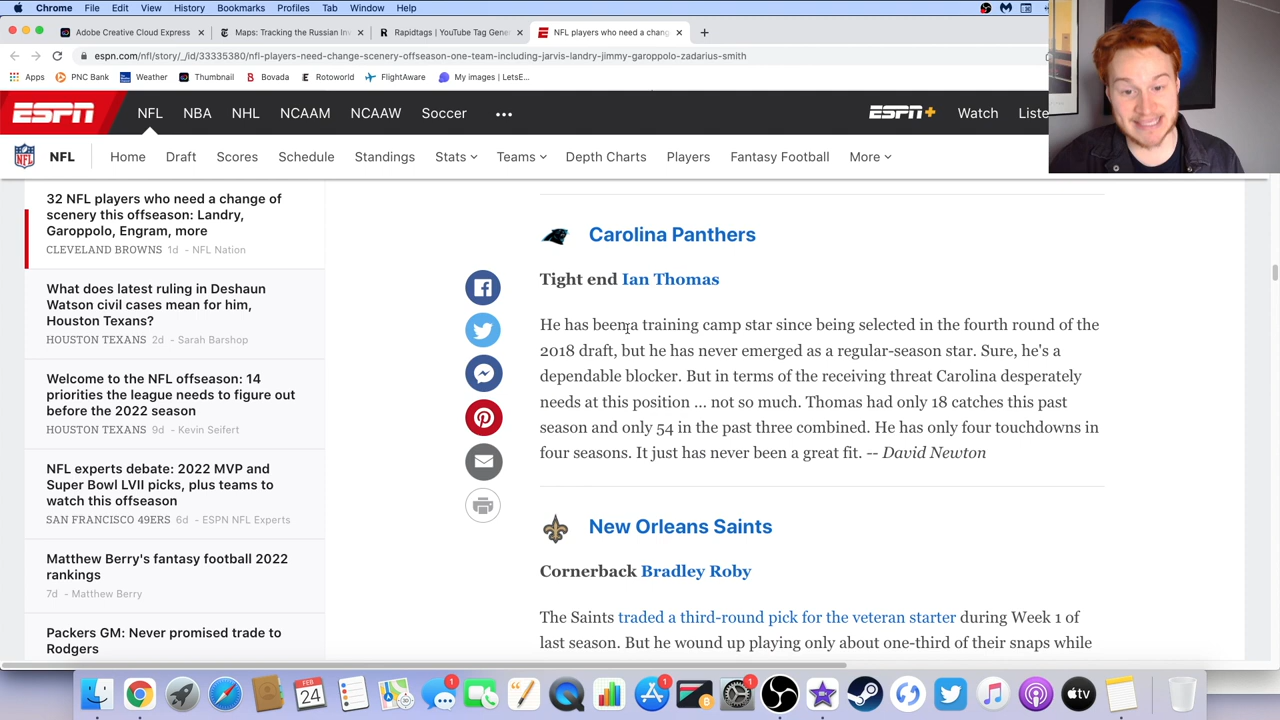 Chrome File Edit View History Bookmarks Profiles Tab Window Help
Adobe Creative Cloud Express
Maps: Tracking the Russian In
Rapidtags | YouTube Tag Gene
NFL players who need a chang
espn.com/nfl/story/_/id/33335380/nfl-players-need-change-scenery-offseason-one-team-including-jarvis-landry-jimmy-garoppolo-zadarius-smith
Apps PNC Bank Weather Thumbnail Bovada Rotoworld FlightAware My images | LetsE...
ESPN NFL NBA NHL NCAAM NCAAW Soccer ... ESPN+ Watch Liste
NFL Home Draft Scores Schedule Standings Stats Teams Depth Charts Players Fantasy Football More
32 NFL players who need a change of
scenery this offseason: Landry,
Garoppolo, Engram, more
CLEVELAND BROWNS 1d - NFL Nation
What does latest ruling in Deshaun
Watson civil cases mean for him,
Houston Texans?
HOUSTON TEXANS 2d - Sarah Barshop
Welcome to the NFL offseason: 14
priorities the league needs to figure out
before the 2022 season
HOUSTON TEXANS 9d - Kevin Seifert
NFL experts debate: 2022 MVP and
Super Bowl LVII picks, plus teams to
watch this offseason
SAN FRANCISCO 49ERS 6d - ESPN NFL Experts
Matthew Berry's fantasy football 2022
rankings
7d - Matthew Berry
Packers GM: Never promised trade to
Rodgers
Carolina Panthers
Tight end Ian Thomas
He has been a training camp star since being selected in the fourth round of the
2018 draft, but he has never emerged as a regular-season star. Sure, he's a
dependable blocker. But in terms of the receiving threat Carolina desperately
needs at this position ... not so much. Thomas had only 18 catches this past
season and only 54 in the past three combined. He has only four touchdowns in
four seasons. It just has never been a great fit. -- David Newton
New Orleans Saints
Cornerback Bradley Roby
The Saints traded a third-round pick for the veteran starter during Week 1 of
last season. But he wound up playing only about one-third of their snaps while
FEB
24
1
1
1
tv